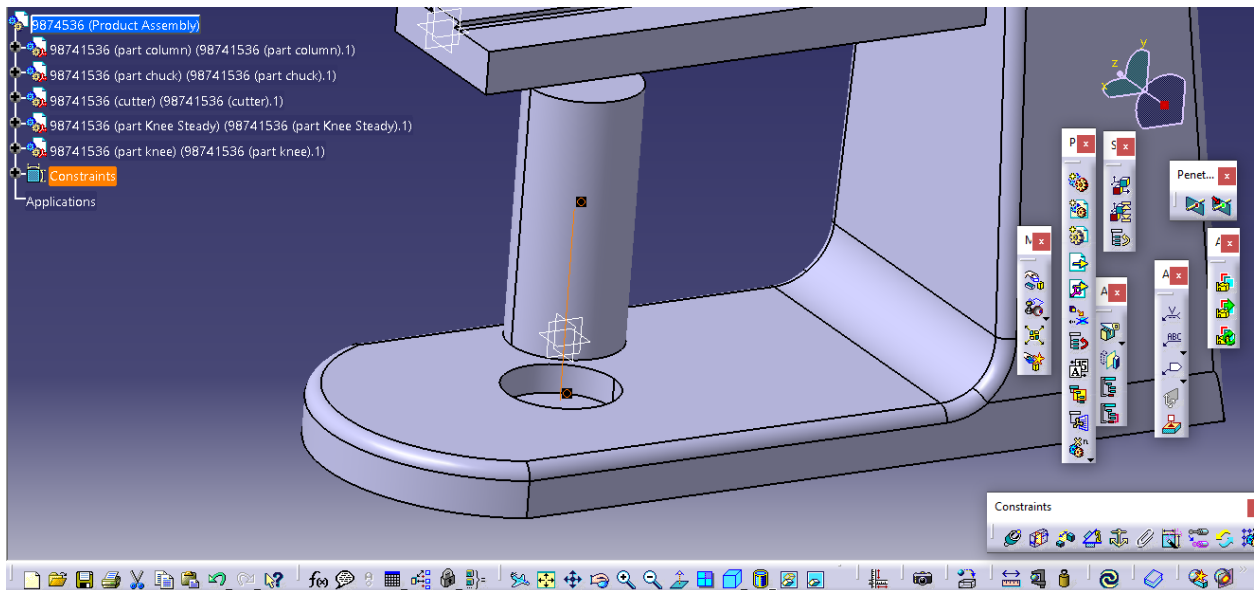 9874536 (Product Assembly)
98741536 (part column) (98741536 (part column).1)
98741536 (part chuck) (98741536 (part chuck).1)
98741536 (cutter) (98741536 (cutter).1)
98741536 (part Knee Steady) (98741536 (part Knee Steady).1)
98741536 (part knee) (98741536 (part knee).1)
Constraints
Applications
y
z
x
P
S
Penet...
M
A
A
A
ABC
Constraints
f(x)